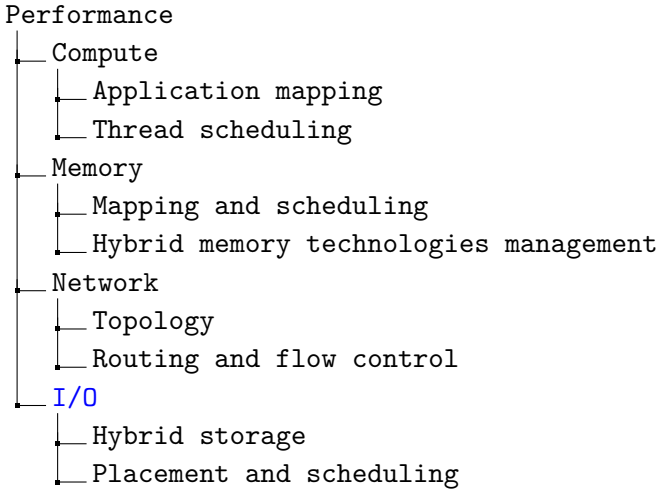 Performance
Compute
Application mapping
Thread scheduling
Memory
Mapping and scheduling
Hybrid memory technologies management
Network
Topology
Routing and flow control
I/O
Hybrid storage
Placement and scheduling